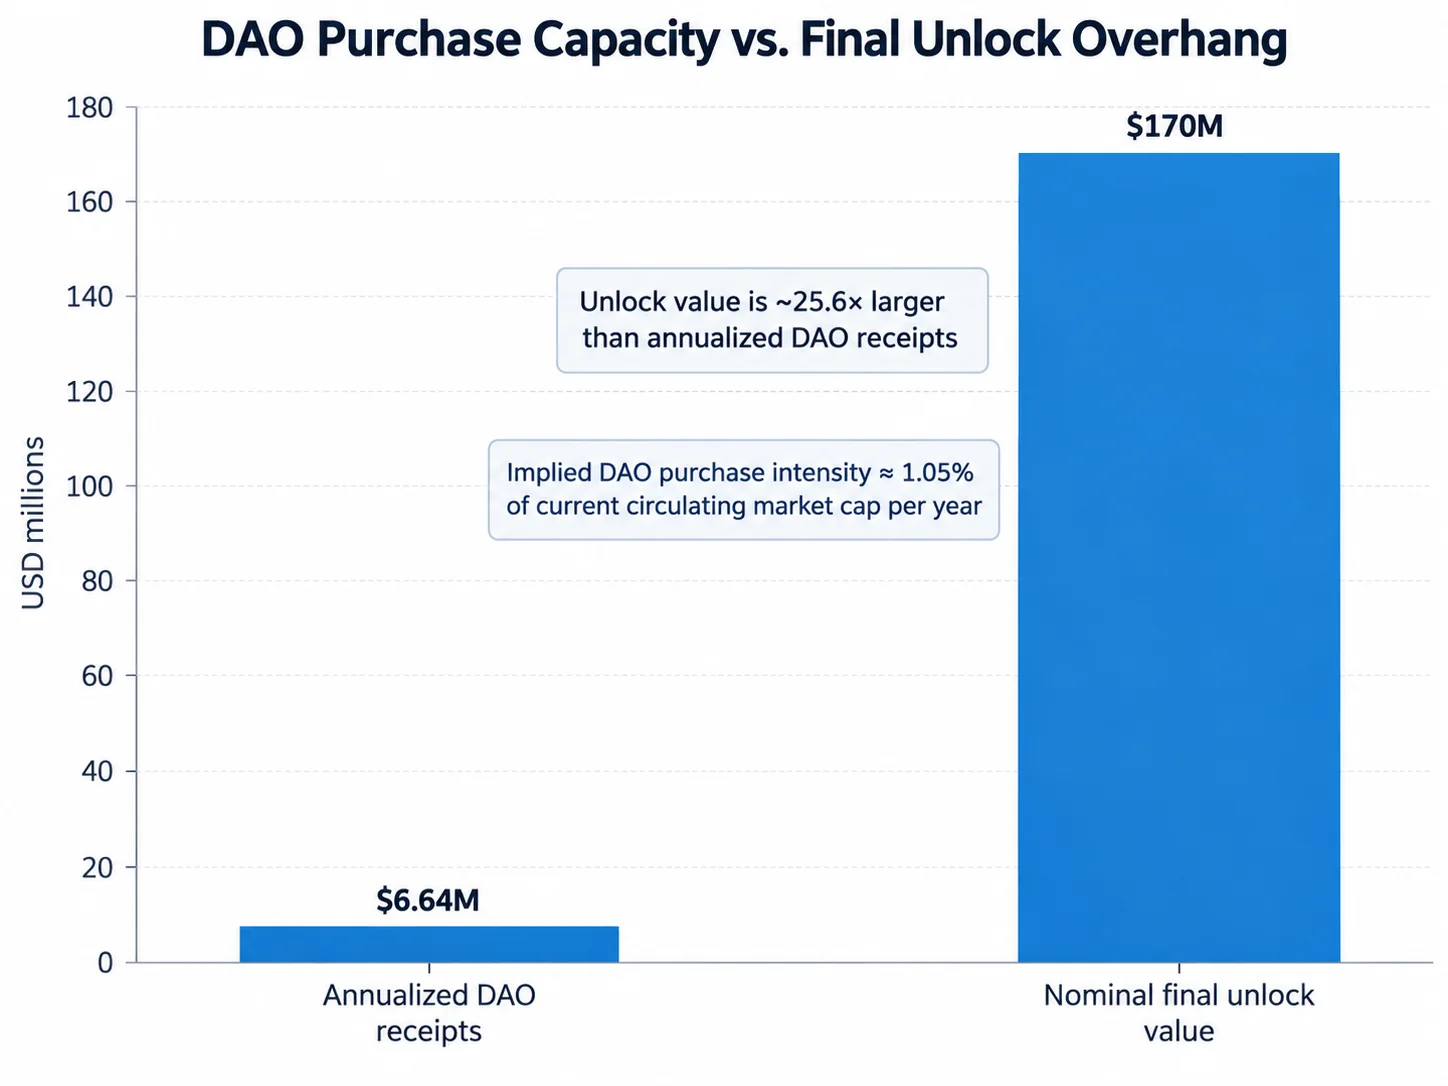 DAO Purchase Capacity vs. Final Unlock Overhang
180
160
140
120
100
80
60
40
20
0
USD millions
$170M
Unlock value is ~25.6× larger
than annualized DAO receipts
Implied DAO purchase intensity ≈ 1.05%
of current circulating market cap per year
$6.64M
Annualized DAO
receipts
Nominal final unlock
value